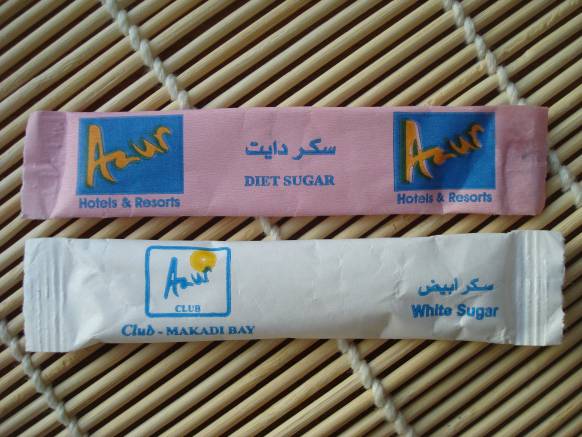 Azur
Hotels & Resorts
سكر دايت
DIET SUGAR
Azur
Hotels & Resorts
Azur
CLUB
Club - MAKADI BAY
سكر ابيض
White Sugar